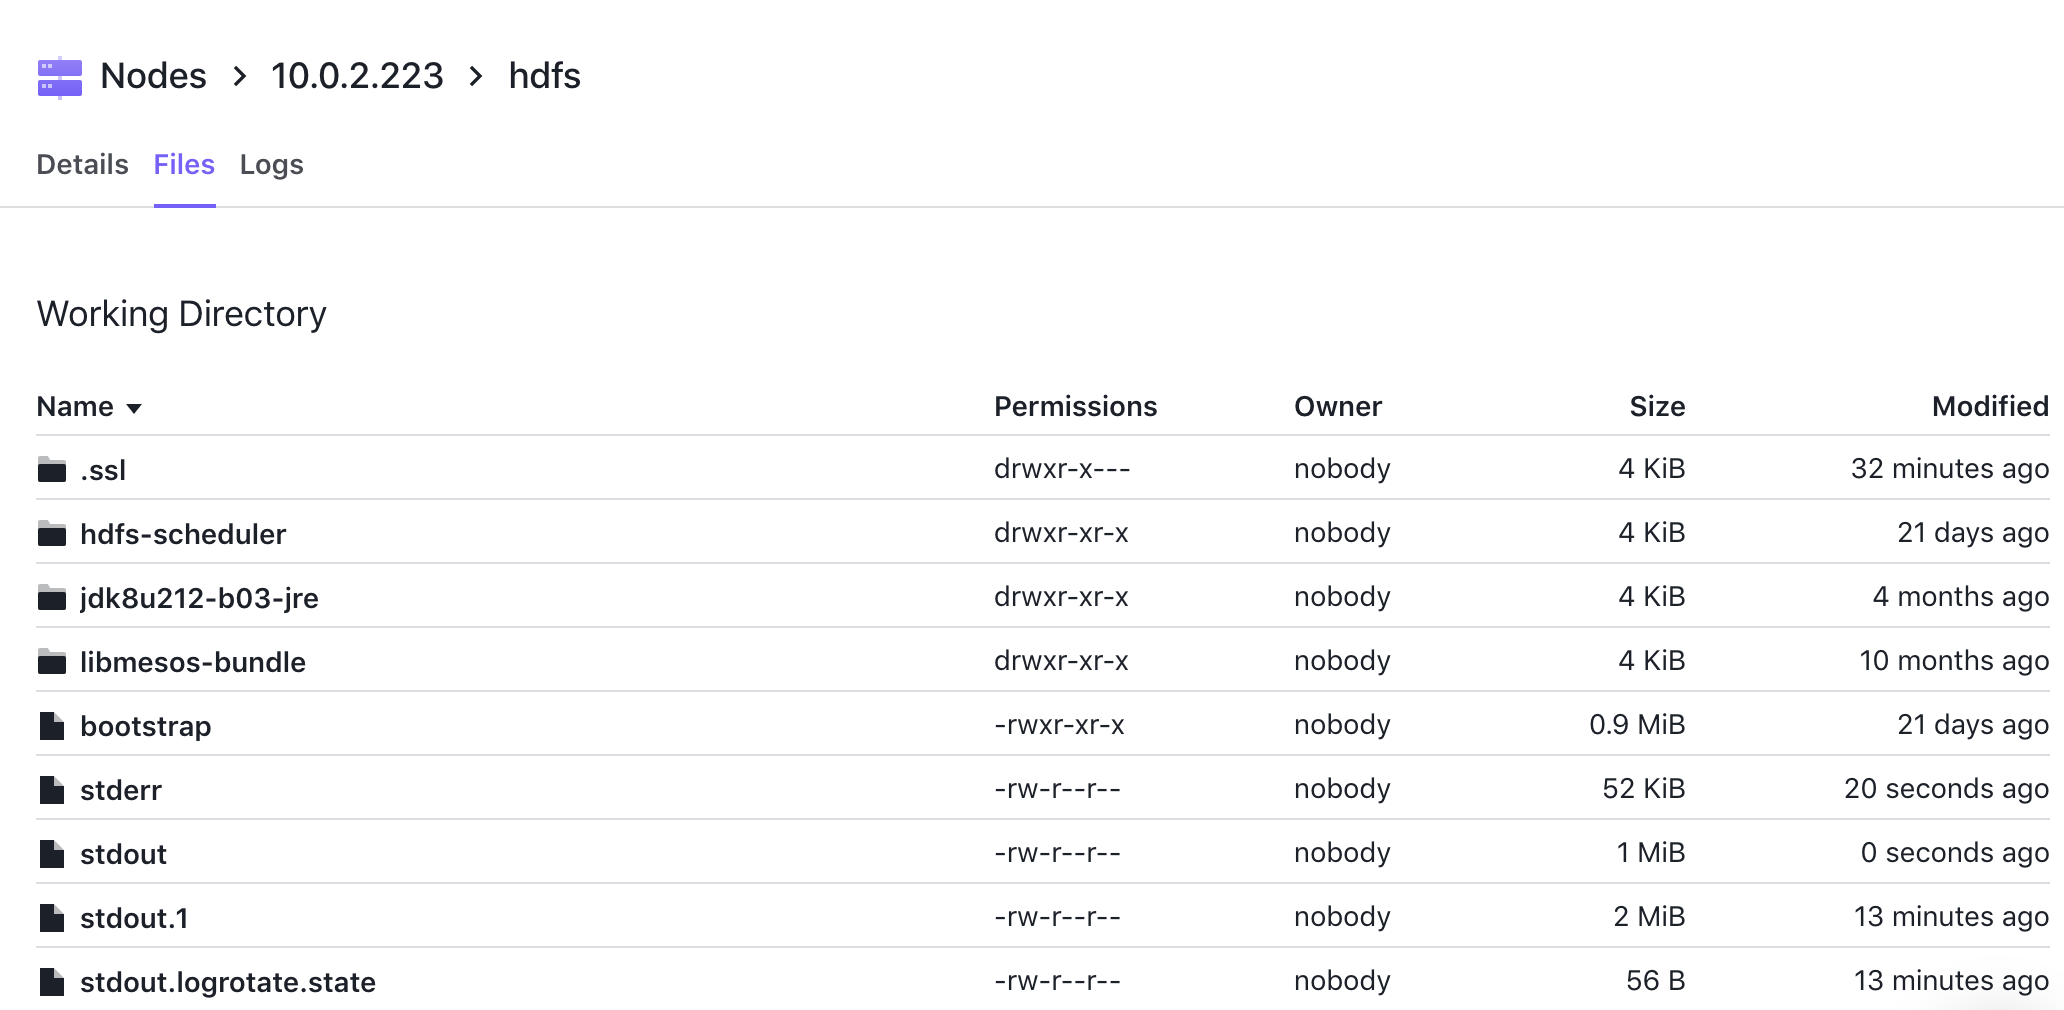 Nodes > 10.0.2.223 > hdfs
Details Files Logs
Working Directory
Name Permissions Owner Size Modified
.ssl drwxr-x--- nobody 4 KiB 32 minutes ago
hdfs-scheduler drwxr-xr-x nobody 4 KiB 21 days ago
jdk8u212-b03-jre drwxr-xr-x nobody 4 KiB 4 months ago
libmesos-bundle drwxr-xr-x nobody 4 KiB 10 months ago
bootstrap -rwxr-xr-x nobody 0.9 MiB 21 days ago
stderr -rw-r--r-- nobody 52 KiB 20 seconds ago
stdout -rw-r--r-- nobody 1 MiB 0 seconds ago
stdout.1 -rw-r--r-- nobody 2 MiB 13 minutes ago
stdout.logrotate.state -rw-r--r-- nobody 56 B 13 minutes ago